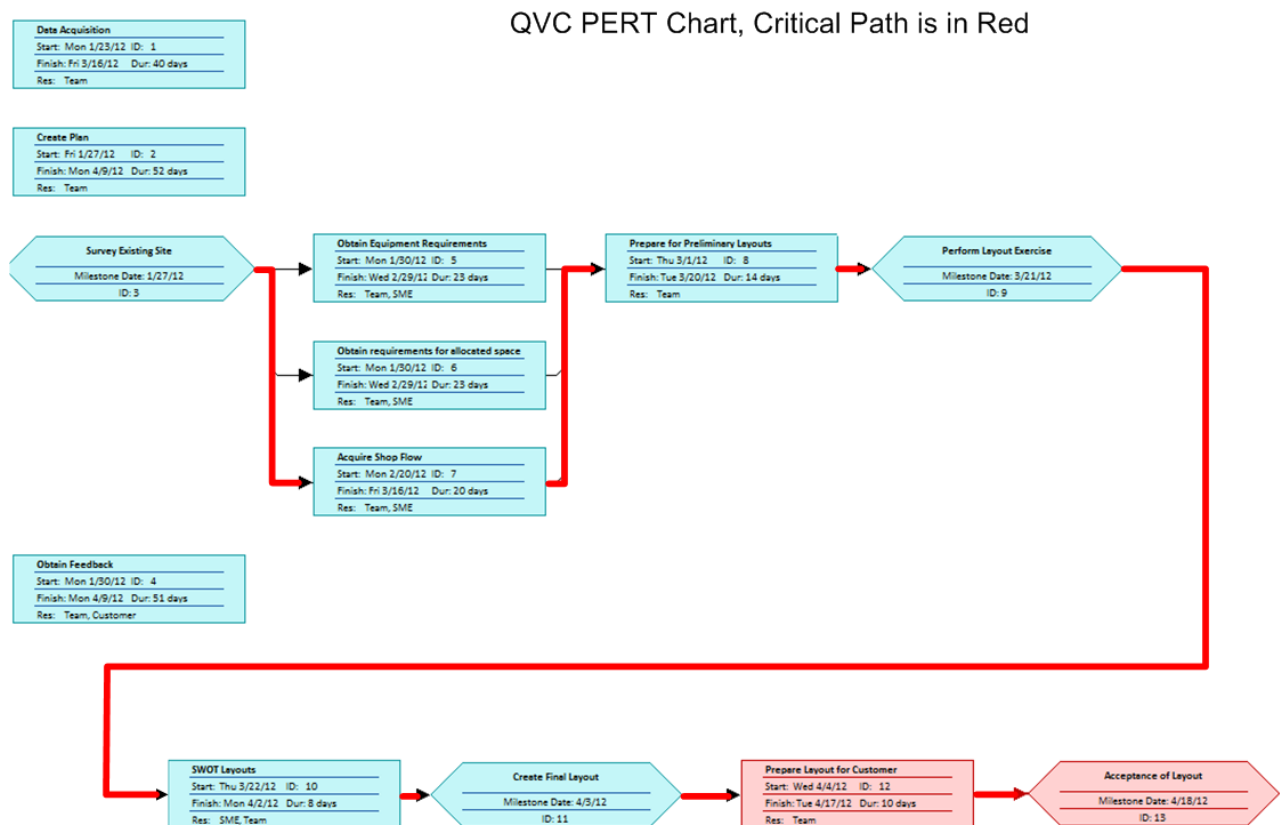 QVC PERT Chart, Critical Path is in Red
Data Acquisition
Start: Mon 1/23/12 ID: 1
Finish: Fri 3/16/12 Dur: 40 days
Res: Team
Create Plan
Start: Fri 1/27/12 ID: 2
Finish: Mon 4/9/12 Dur: 52 days
Res: Team
Survey Existing Site
Milestone Date: 1/27/12
ID: 3
Obtain Equipment Requirements
Start: Mon 1/30/12 ID: 5
Finish: Wed 2/29/12 Dur: 23 days
Res: Team, SME
Prepare for Preliminary Layouts
Start: Thu 3/1/12 ID: 8
Finish: Tue 3/20/12 Dur: 14 days
Res: Team
Perform Layout Exercise
Milestone Date: 3/21/12
ID: 9
Obtain requirements for allocated space
Start: Mon 1/30/12 ID: 6
Finish: Wed 2/29/12 Dur: 23 days
Res: Team, SME
Acquire Shop Flow
Start: Mon 2/20/12 ID: 7
Finish: Fri 3/16/12 Dur: 20 days
Res: Team, SME
Obtain Feedback
Start: Mon 1/30/12 ID: 4
Finish: Mon 4/9/12 Dur: 51 days
Res: Team, Customer
SWOT Layouts
Start: Thu 3/22/12 ID: 10
Finish: Mon 4/2/12 Dur: 8 days
Res: SME, Team
Create Final Layout
Milestone Date: 4/3/12
ID: 11
Prepare Layout for Customer
Start: Wed 4/4/12 ID: 12
Finish: Tue 4/17/12 Dur: 10 days
Res: Team
Acceptance of Layout
Milestone Date: 4/18/12
ID: 13